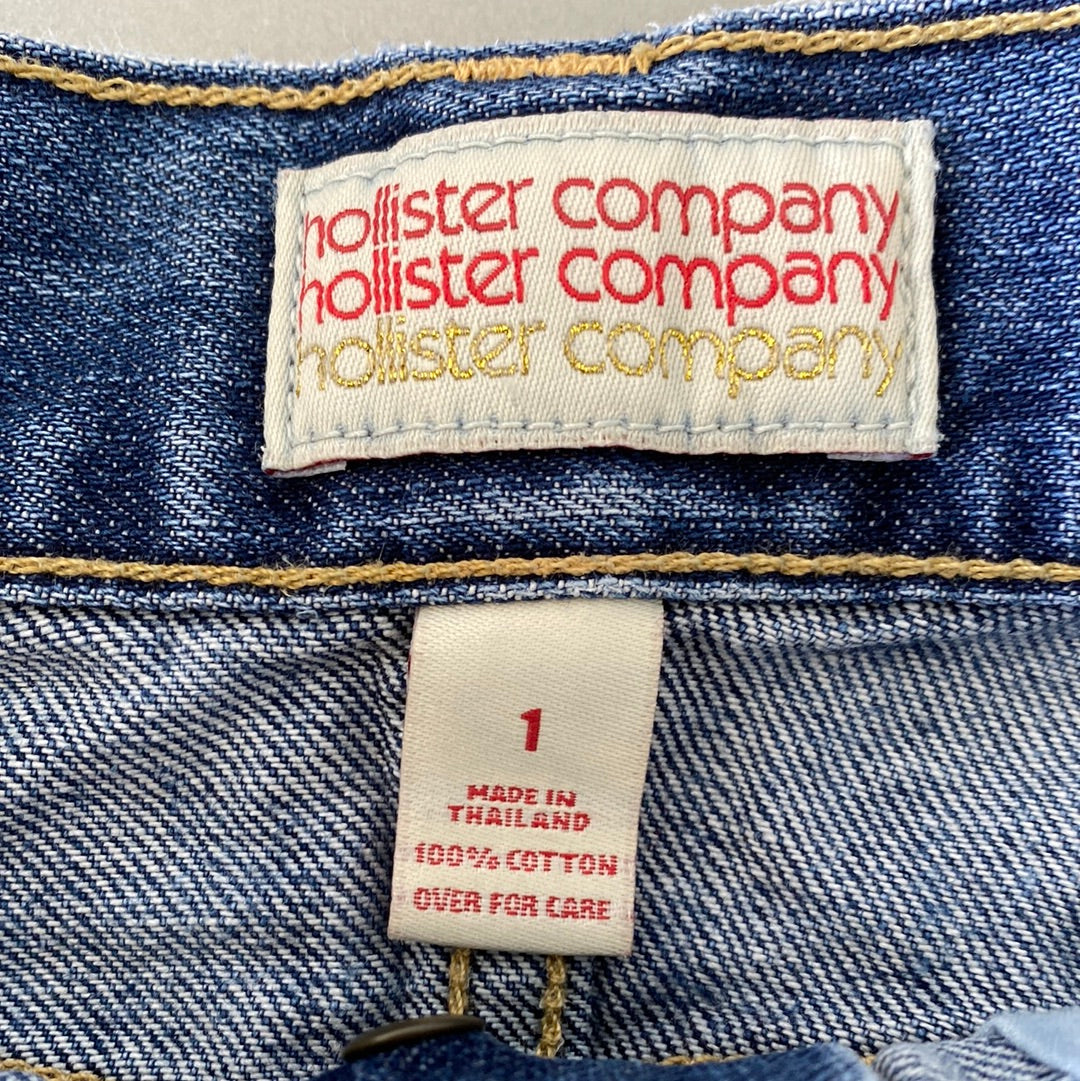 hollister company
hollister company
hollister company
1
MADE IN
THAILAND
100% COTTON
OVER FOR CARE